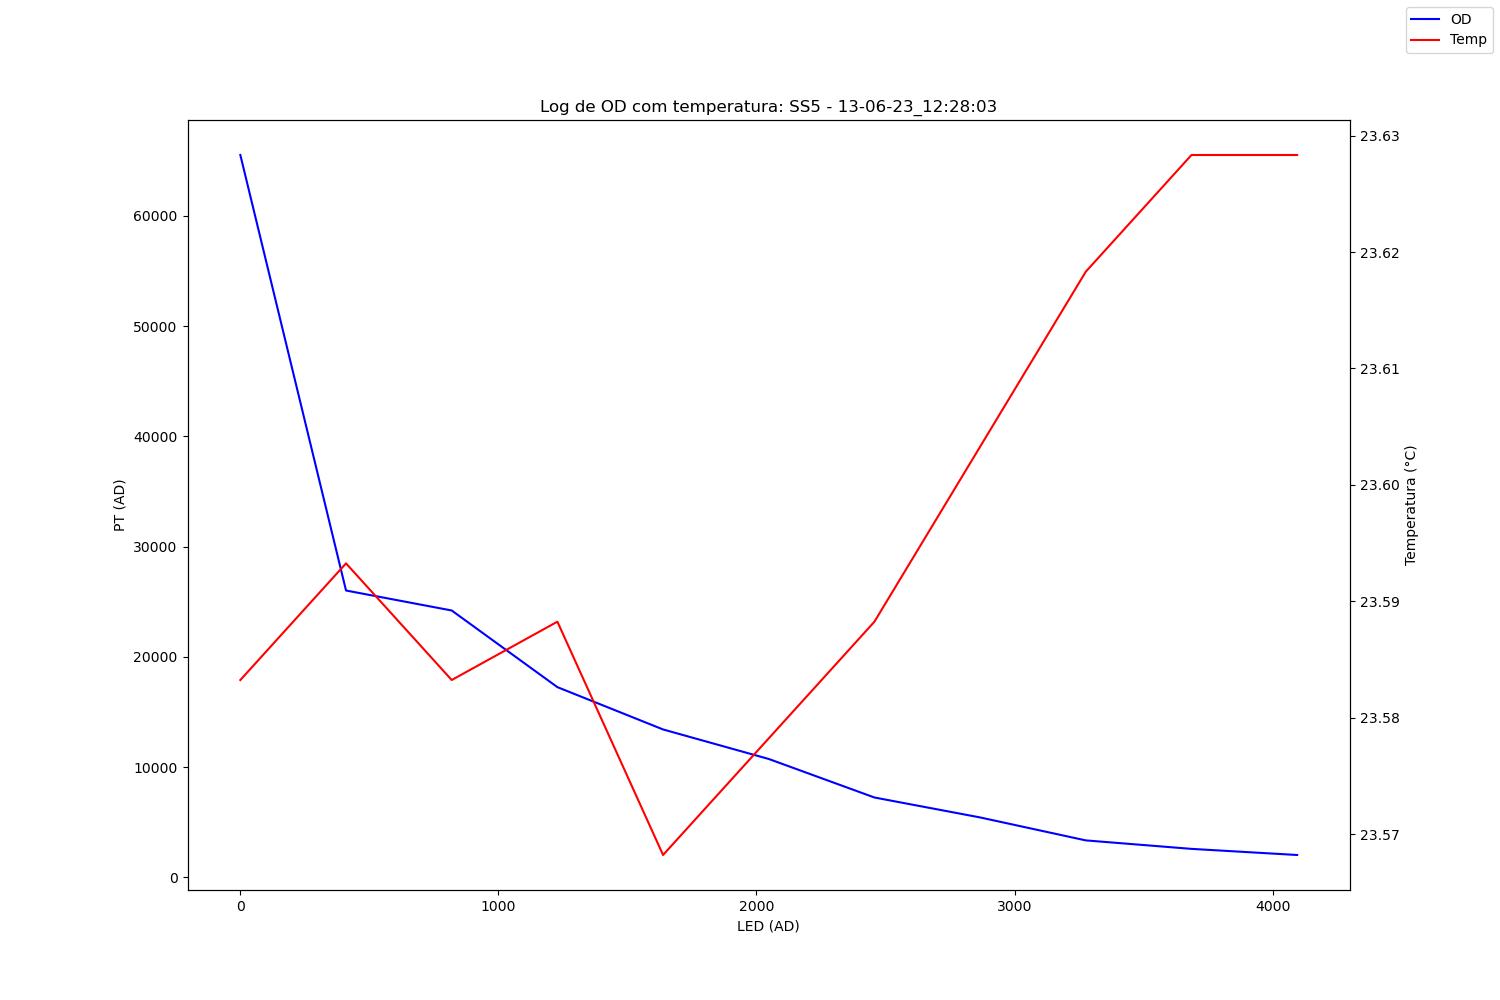 OD
Temp
Log de OD com temperatura: SS5 - 13-06-23_12:28:03
60000
50000
40000
30000
20000
10000
0
PT (AD)
23.63
23.62
23.61
23.60
23.59
23.58
23.57
Temperatura (°C)
0 1000 2000 3000 4000
LED (AD)